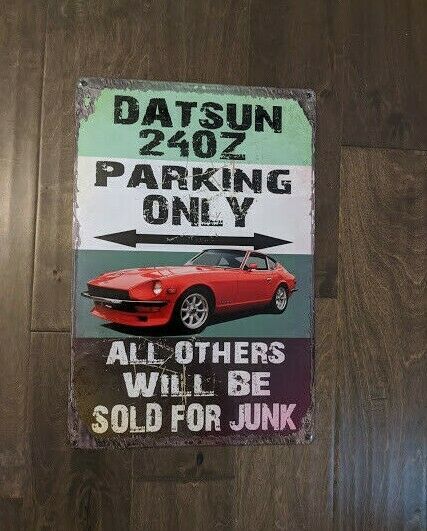 DATSUN
240Z
PARKING
ONLY
ALL OTHERS
WILL BE
SOLD FOR JUNK